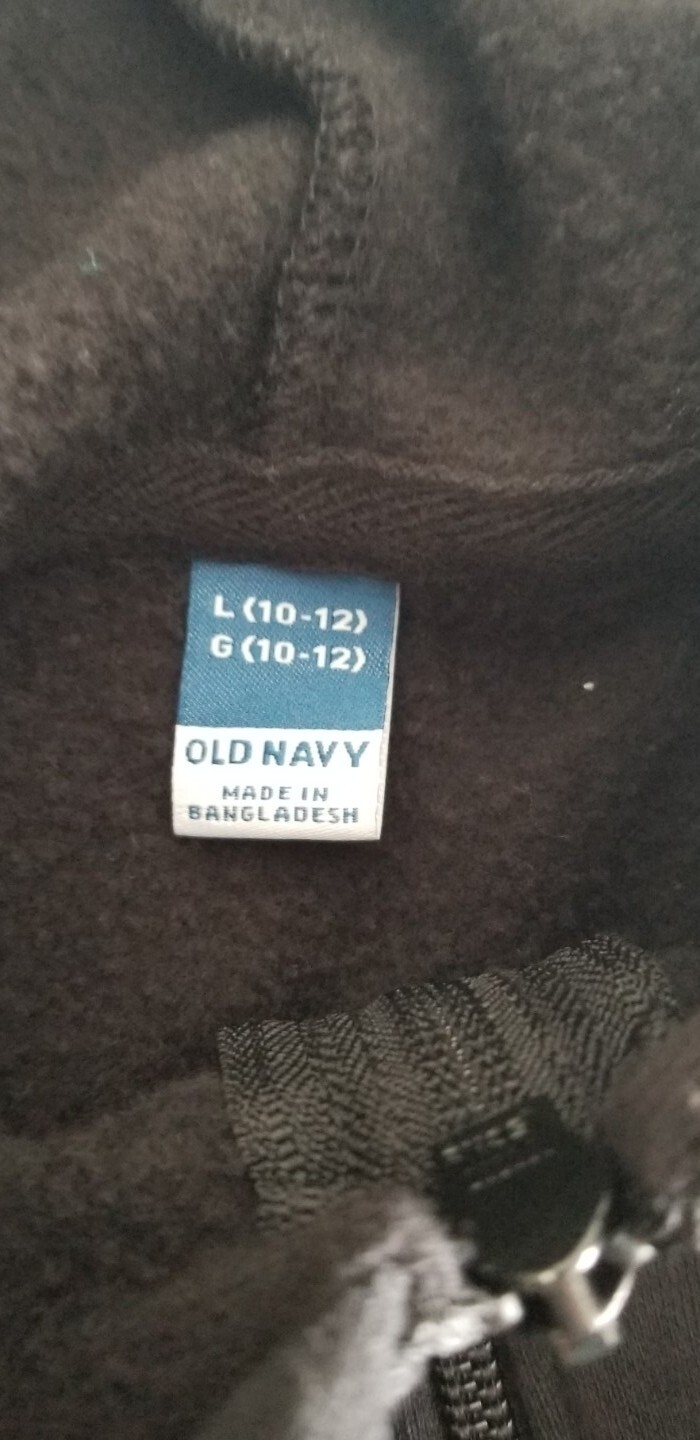 L (10-12)
G (10-12)
OLD NAVY
MADE IN
BANGLADESH